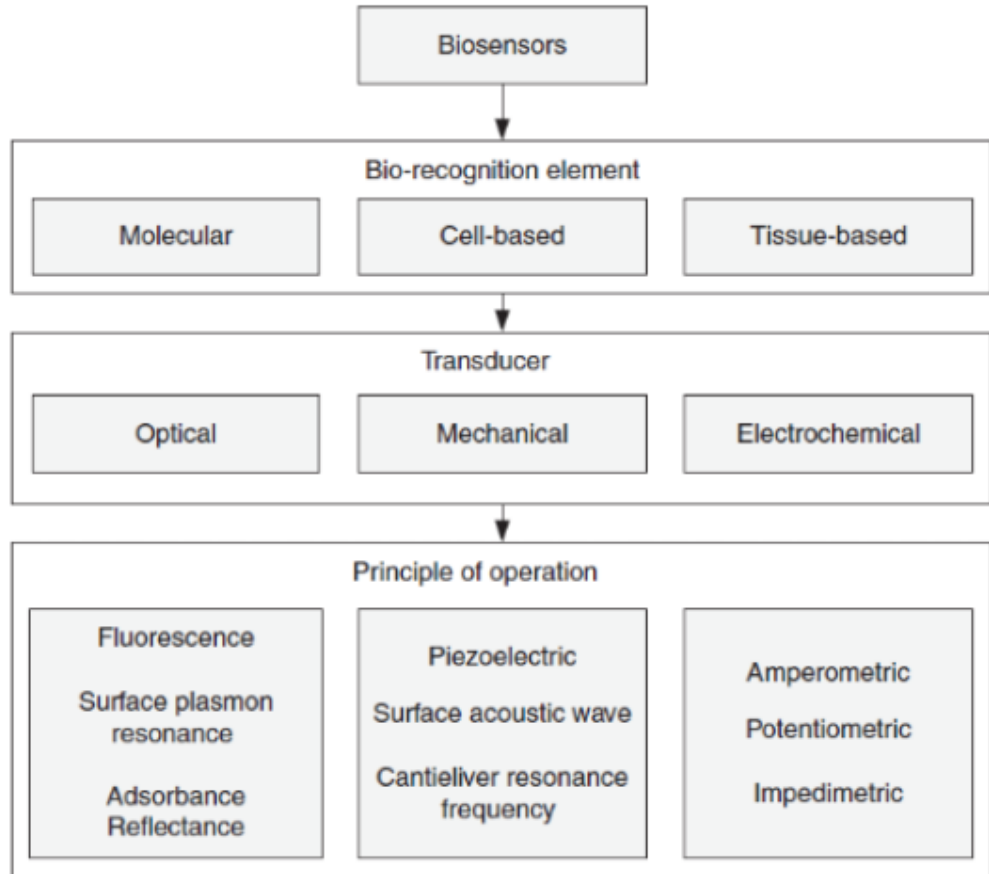 Biosensors
Bio-recognition element
Molecular
Cell-based
Tissue-based
Transducer
Optical
Mechanical
Electrochemical
Principle of operation
Fluorescence
Surface plasmon
resonance
Adsorbance
Reflectance
Piezoelectric
Surface acoustic wave
Cantieliver resonance
frequency
Amperometric
Potentiometric
Impedimetric